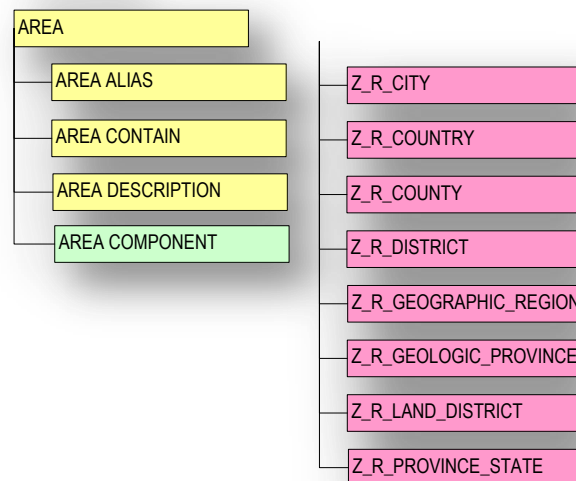 AREA
AREA ALIAS
AREA CONTAIN
AREA DESCRIPTION
AREA COMPONENT
Z_R_CITY
Z_R_COUNTRY
Z_R_COUNTY
Z_R_DISTRICT
Z_R_GEOGRAPHIC_REGION
Z_R_GEOLOGIC_PROVINCE
Z_R_LAND_DISTRICT
Z_R_PROVINCE_STATE